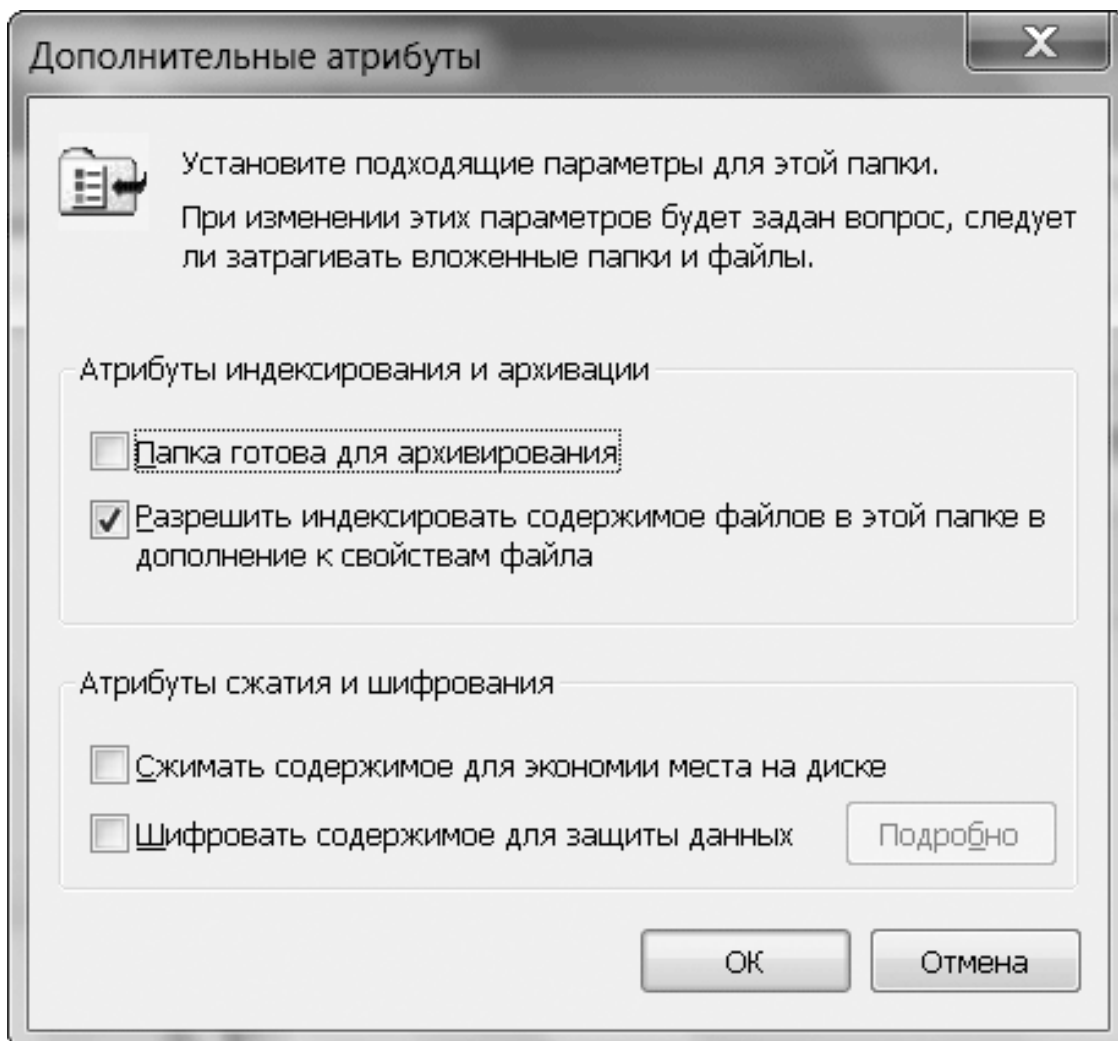 Дополнительные атрибуты
Установите подходящие параметры для этой папки.
При изменении этих параметров будет задан вопрос, следует
ли затрагивать вложенные папки и файлы.
Атрибуты индексирования и архивации
Папка готова для архивирования
Разрешить индексировать содержимое файлов в этой папке в
дополнение к свойствам файла
Атрибуты сжатия и шифрования
Сжимать содержимое для экономии места на диске
Шифровать содержимое для защиты данных
Подробно
ОК
Отмена